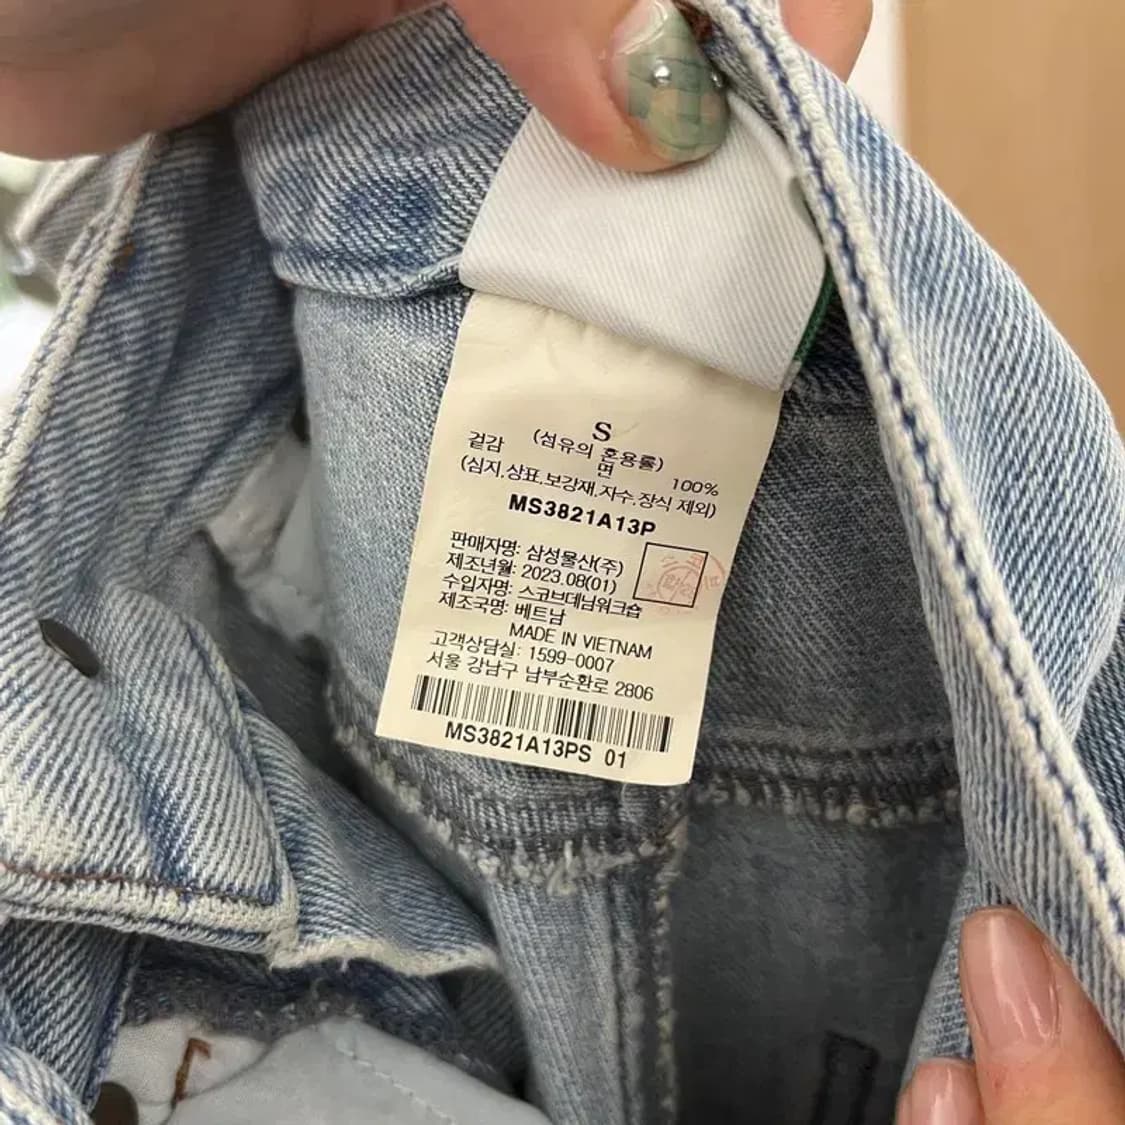 S
(섬유의 혼용률)
겉감 면 100%
(심지,상표,보강재,자수,장식 제외)
MS3821A13P
판매자명: 삼성물산(주)
제조년월: 2023.08(01)
수입자명: 스코브데님워크숍
제조국명: 베트남
MADE IN VIETNAM
고객상담실: 1599-0007
서울 강남구 남부순환로 2806
MS3821A13PS 01